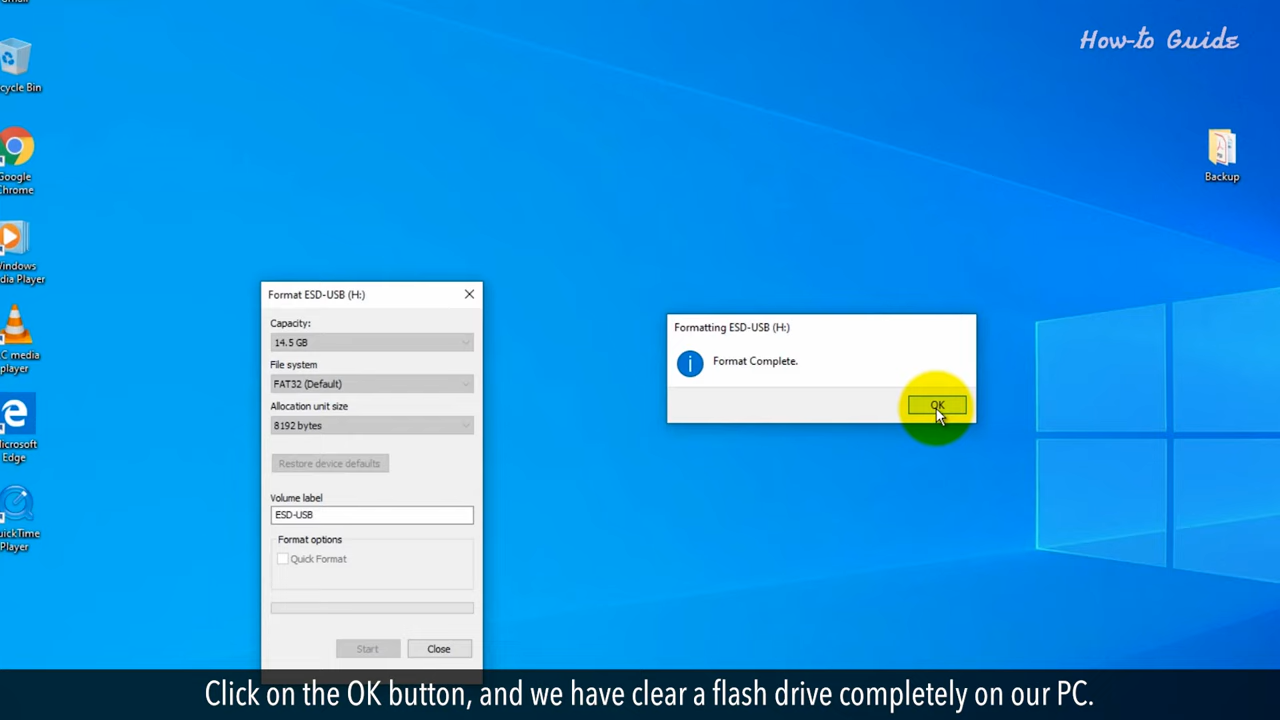 How-to Guide
cycle Bin
Google
Chrome
Windows
dia Player
C media
player
icrosoft
Edge
uickTime
Player
Backup
Format ESD-USB (H:)
Capacity:
14.5 GB
File system
FAT32 (Default)
Allocation unit size
8192 bytes
Restore device defaults
Volume label
ESD-USB
Format options
Quick Format
Start
Close
Formatting ESD-USB (H:)
Format Complete.
OK
Click on the OK button, and we have clear a flash drive completely on our PC.